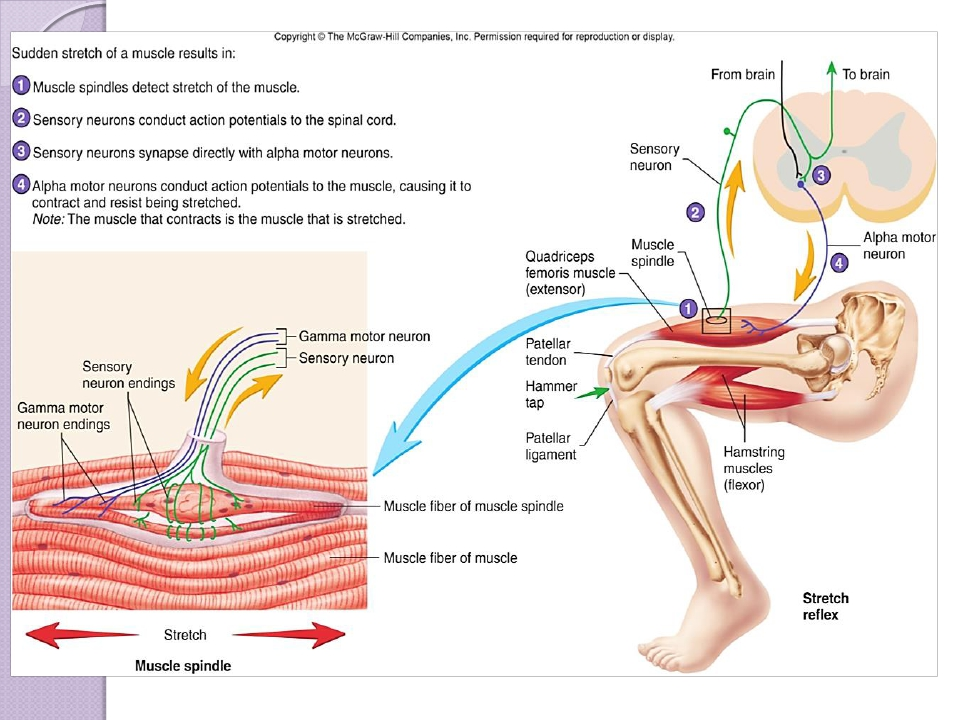 Copyright © The McGraw-Hill Companies, Inc. Permission required for reproduction or display.
Sudden stretch of a muscle results in:
1 Muscle spindles detect stretch of the muscle.
2 Sensory neurons conduct action potentials to the spinal cord.
3 Sensory neurons synapse directly with alpha motor neurons.
4 Alpha motor neurons conduct action potentials to the muscle, causing it to
contract and resist being stretched.
Note: The muscle that contracts is the muscle that is stretched.
From brain
To brain
Sensory
neuron
3
2
Alpha motor
neuron
4
Muscle
spindle
Quadriceps
femoris muscle
(extensor)
1
Patellar
tendon
Hammer
tap
Patellar
ligament
Hamstring
muscles
(flexor)
Stretch
reflex
Gamma motor neuron
Sensory neuron
Sensory
neuron endings
Gamma motor
neuron endings
Muscle fiber of muscle spindle
Muscle fiber of muscle
Stretch
Muscle spindle